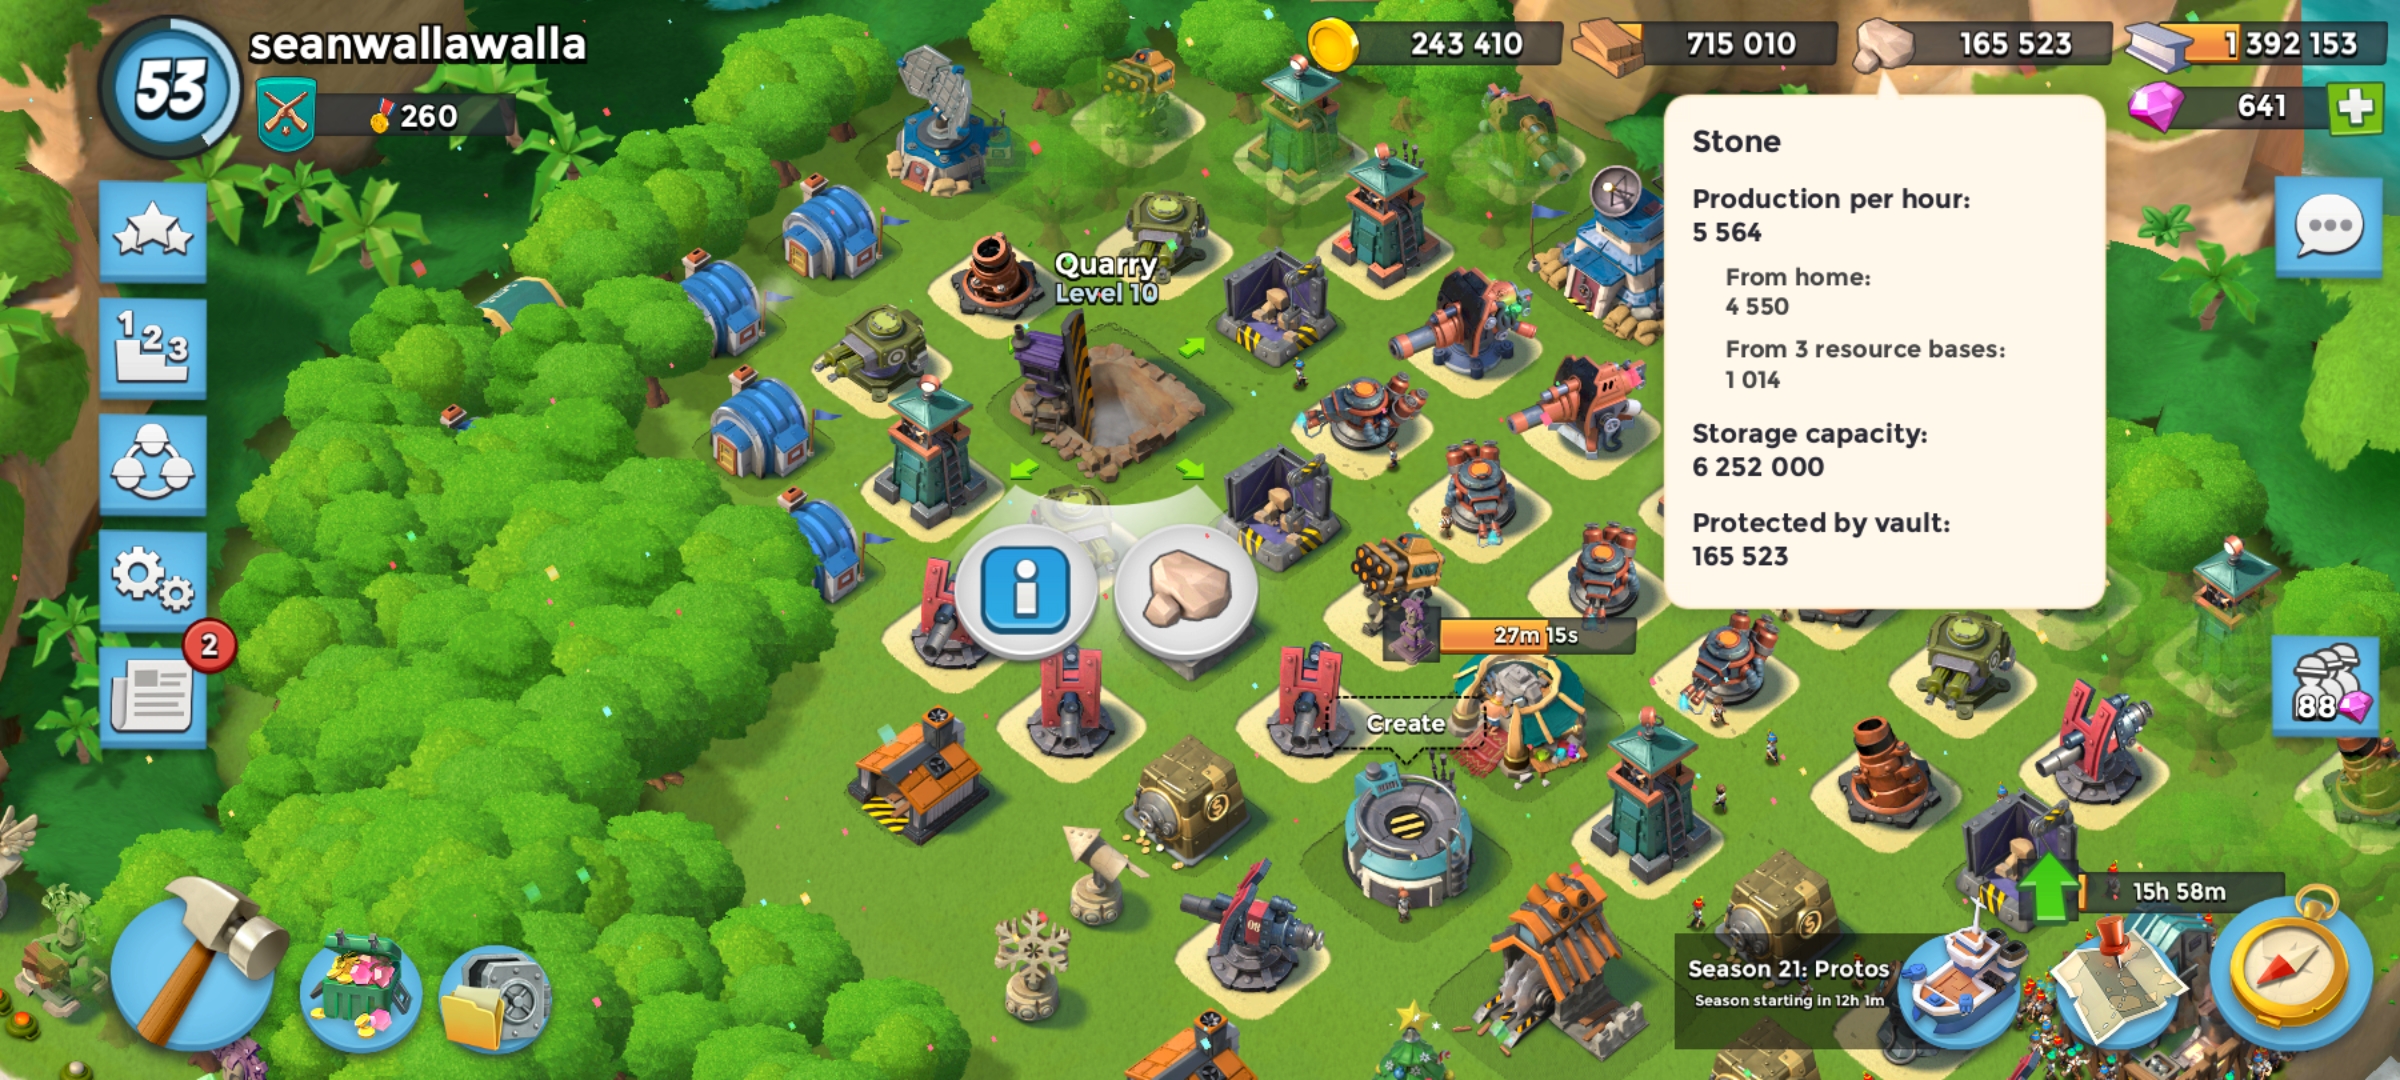 53
seanwallawalla
260
243 410
715 010
165 523
1 392 153
641
Stone
Production per hour:
5 564
From home:
4 550
From 3 resource bases:
1 014
Storage capacity:
6 252 000
Protected by vault:
165 523
Quarry
Level 10
1 2 3
2
27m 15s
Create
88
15h 58m
Season 21: Protos
Season starting in 12h 1m